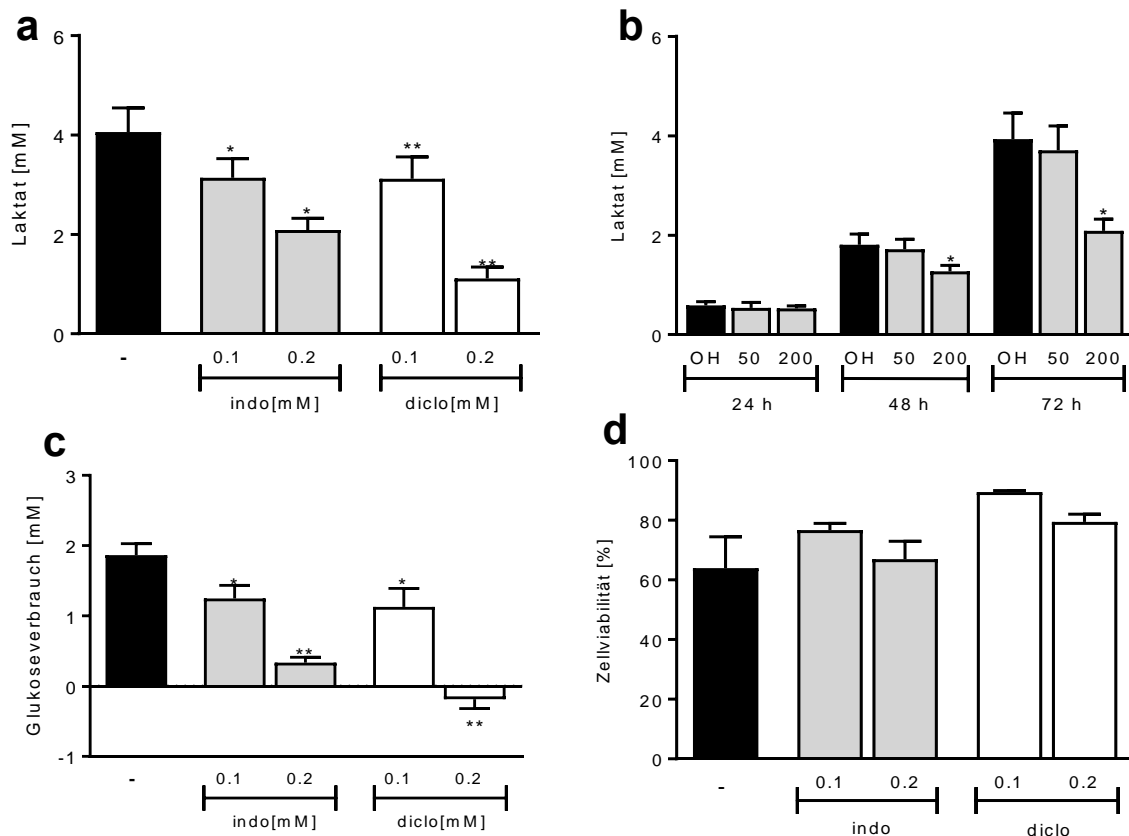 a
6
4
2
0
Laktat [mM]
* * ** **
- 0.1 0.2 0.1 0.2
indo[mM] diclo[mM]
b
6
4
2
0
Laktat [mM]
* *
OH 50 200 OH 50 200 OH 50 200
24 h 48 h 72 h
c
3
2
1
0
-1
Glukoseverbrauch [mM]
* ** * **
- 0.1 0.2 0.1 0.2
indo[mM] diclo[mM]
d
100
80
60
40
20
0
Zellviabilität [%]
- 0.1 0.2 0.1 0.2
indo diclo